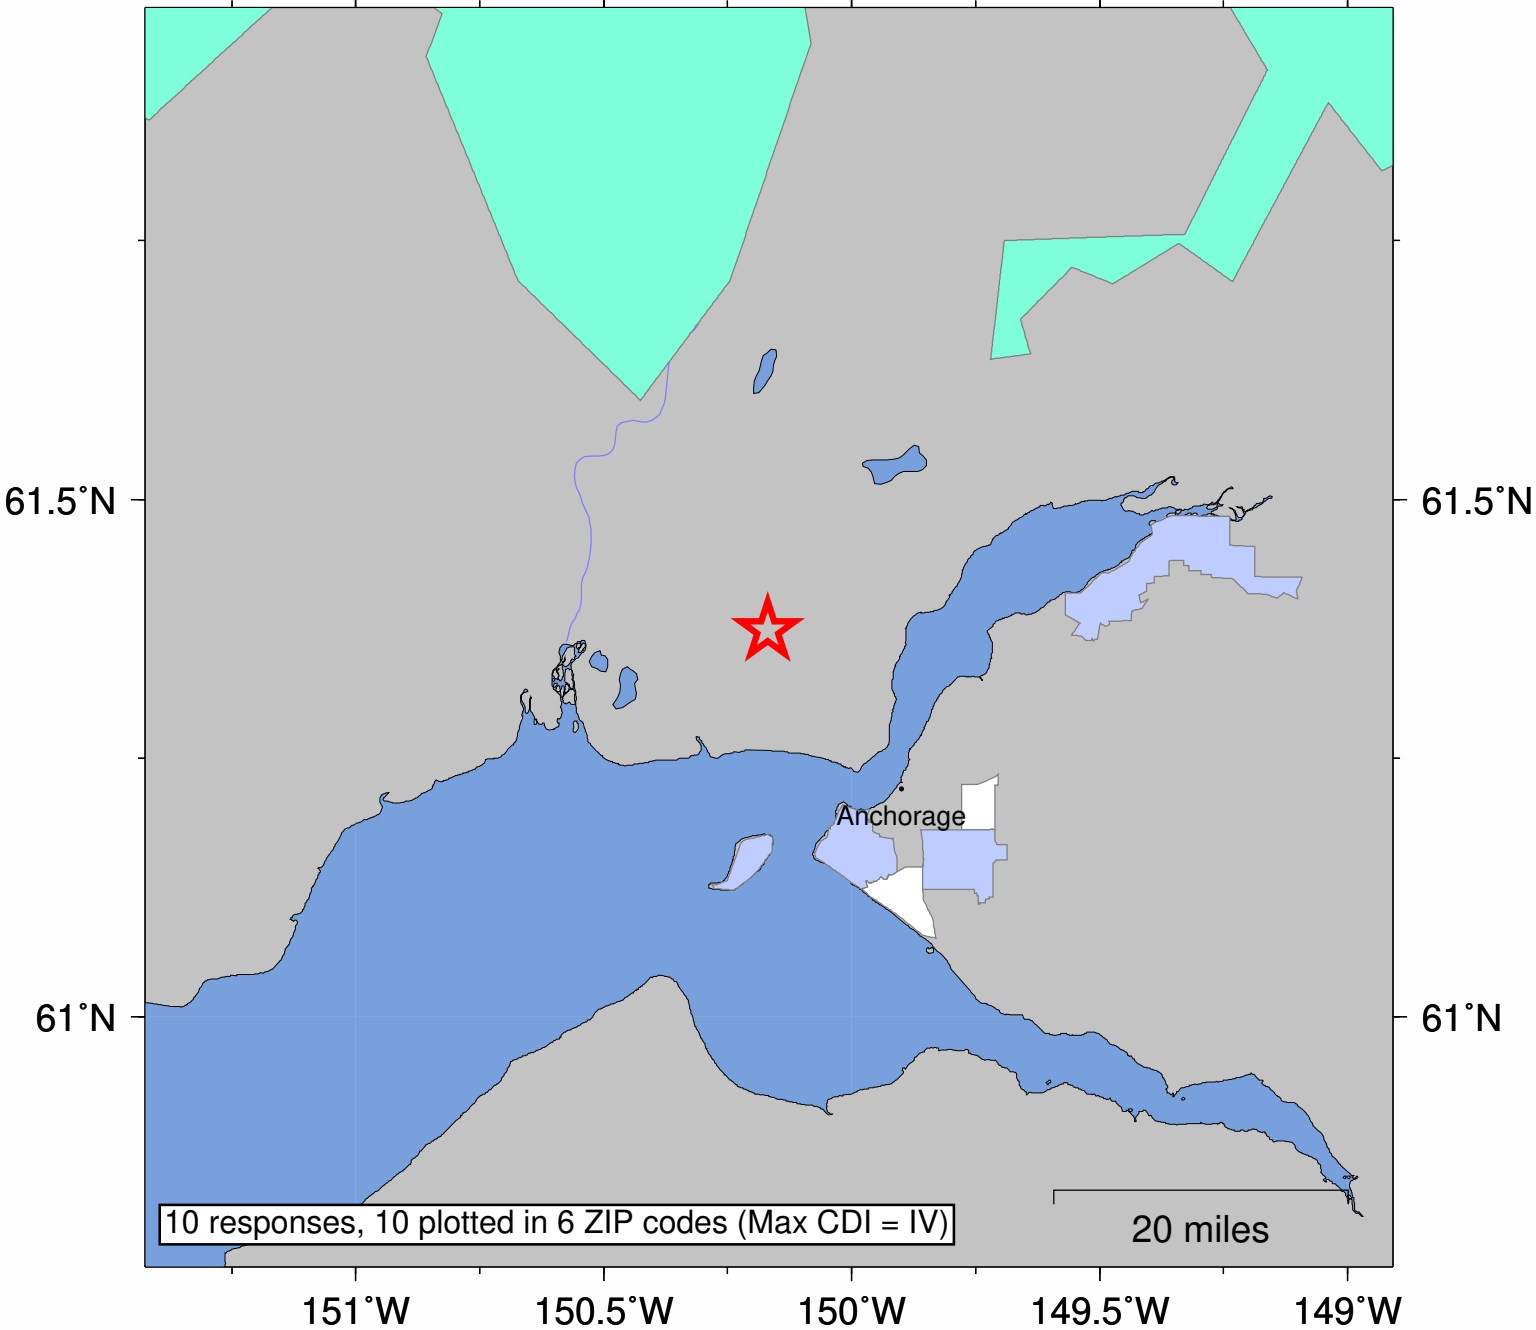 61.5°N
61.5°N
Anchorage
61°N
61°N
10 responses, 10 plotted in 6 ZIP codes (Max CDI = IV)
20 miles
151°W
150.5°W
150°W
149.5°W
149°W